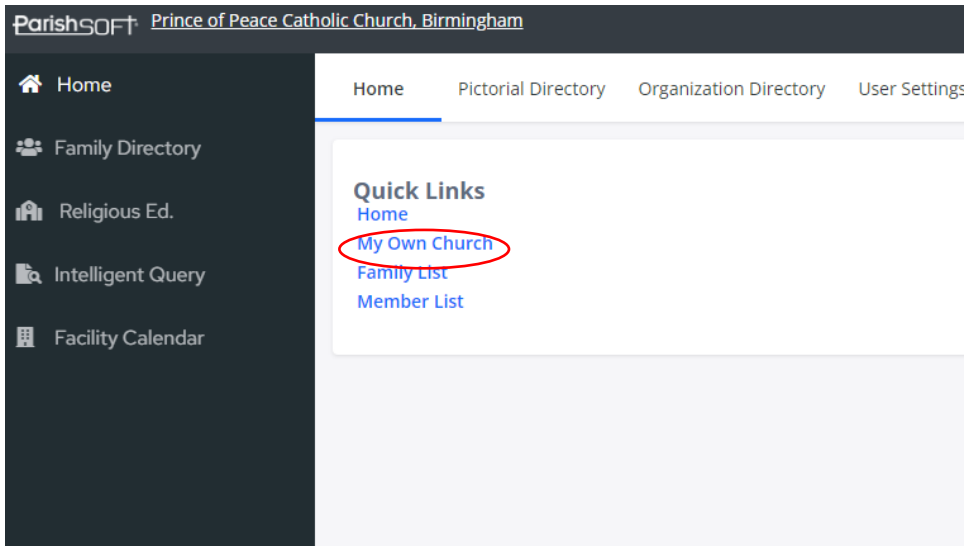 ParishSOFT Prince of Peace Catholic Church, Birmingham
Home
Family Directory
Religious Ed.
Intelligent Query
Facility Calendar
Home Pictorial Directory Organization Directory User Settings
Quick Links
Home
My Own Church
Family List
Member List